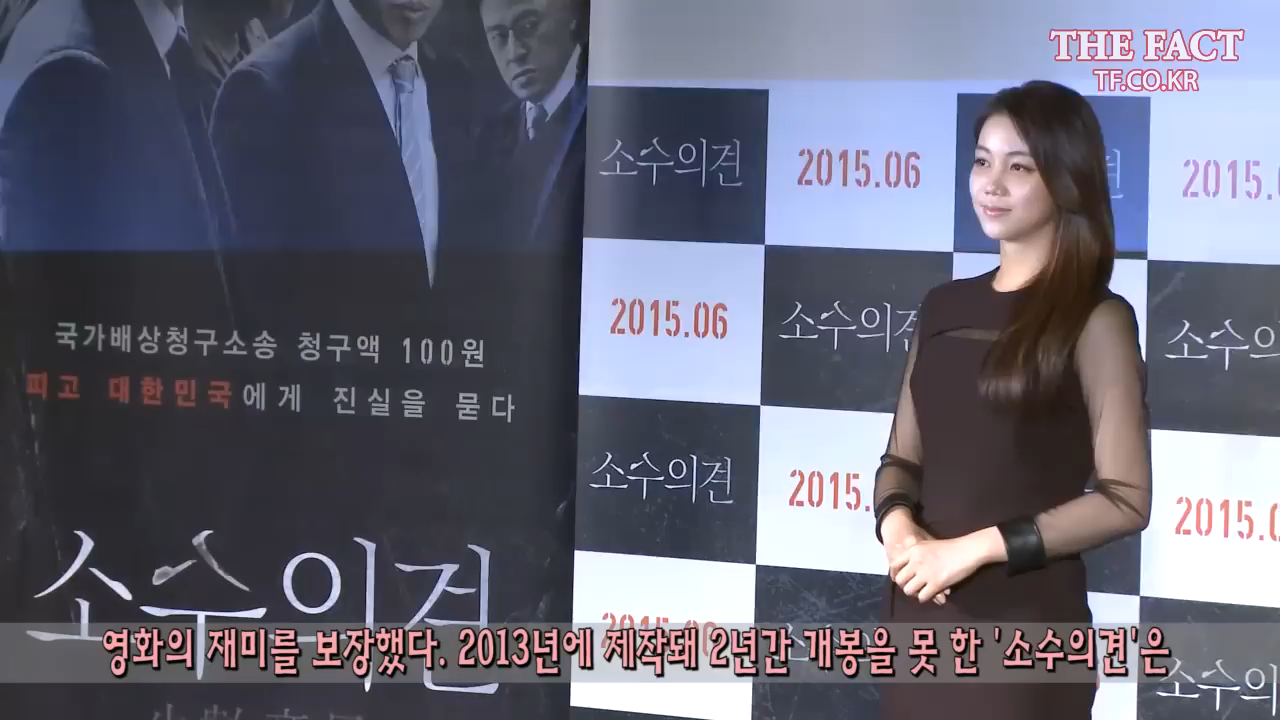 THE FACT
TF.CO.KR
소수의견
2015.06
2015.
2015.06
소수의견
소수의
국가배상청구소송 청구액 100원
피고 대한민국에게 진실을 묻다
소수의견
2015.
2015.
소수의견
2015.06
소수의
영화의 재미를 보장했다. 2013년에 제작돼 2년간 개봉을 못 한 '소수의견'은